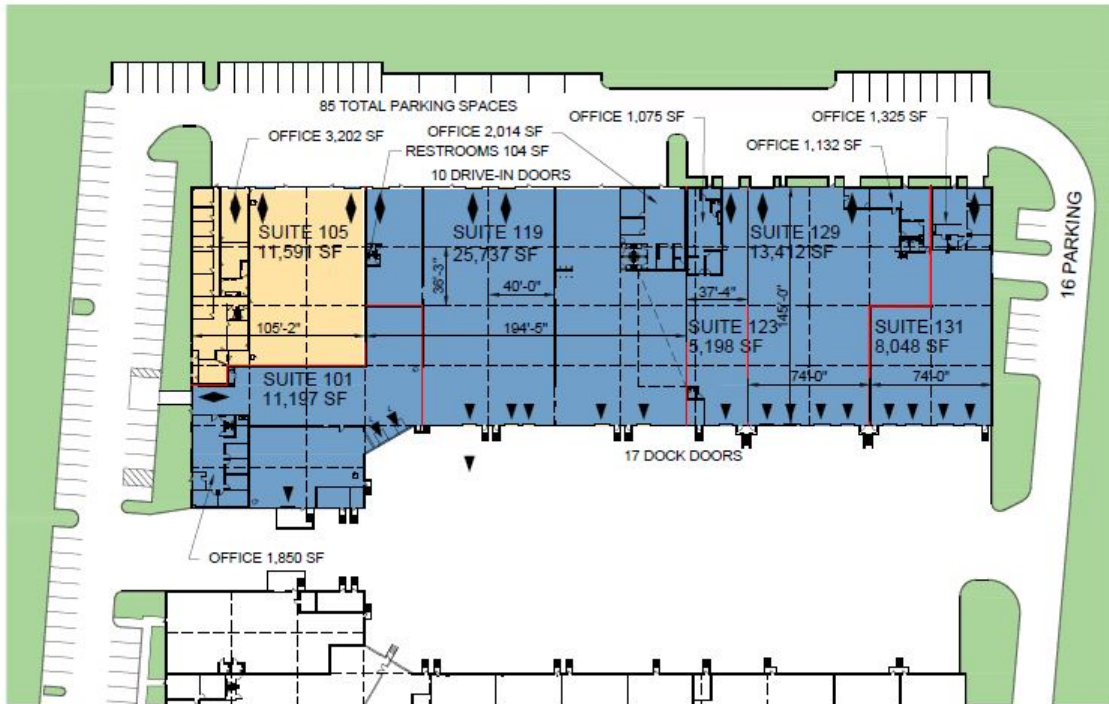 85 TOTAL PARKING SPACES
OFFICE 1,075 SF
OFFICE 1,325 SF
OFFICE 3,202 SF
OFFICE 2,014 SF
OFFICE 1,132 SF
RESTROOMS 104 SF
10 DRIVE-IN DOORS
16 PARKING
SUITE 105
11,591 SF
SUITE 119
25,737 SF
SUITE 129
13,412 SF
36'-3"
40'-0"
37'-4"
145'-0"
105'-2"
194'-5"
SUITE 123
5,198 SF
SUITE 131
8,048 SF
SUITE 101
11,197 SF
74'-0"
74'-0"
17 DOCK DOORS
OFFICE 1,850 SF